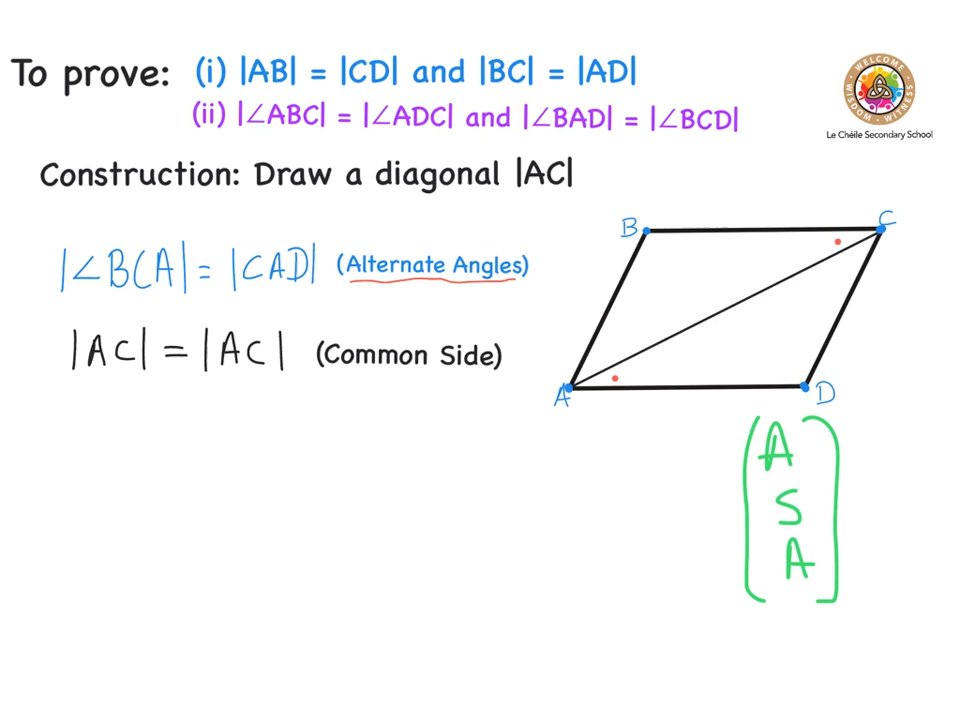 To prove: (i) |AB| = |CD| and |BC| = |AD|
(ii) |∠ABC| = |∠ADC| and |∠BAD| = |∠BCD|
WELCOME WISDOM WITNESS
Le Chéile Secondary School
Construction: Draw a diagonal |AC|
|∠BCA| = |CAD| (Alternate Angles)
|AC| = |AC| (Common Side)
B
C
A
D
A
S
A